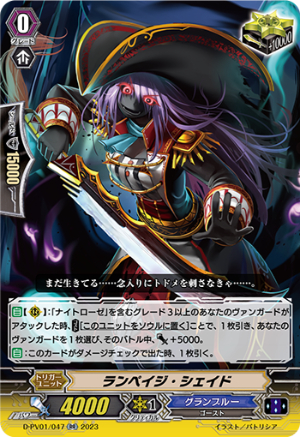 グレード
0
+10000
15000
まだ生きてる……念入りにトドメを刺さなきゃ……。
【自】：「ナイトローゼ」を含むグレード3以上のあなたのヴァンガードが
アタックした時、【このユニットをソウルに置く】ことで、1枚引き、あなたの
ヴァンガードを1枚選び、そのバトル中、+5000。
【自】：このカードがダメージチェックで出た時、1枚引く。
トリガー
ユニット
ランペイジ・シェイド
4000
1
クリティカル
グランブルー
ゴースト
D-PV01/047 RR 2023
イラスト/パトリシア